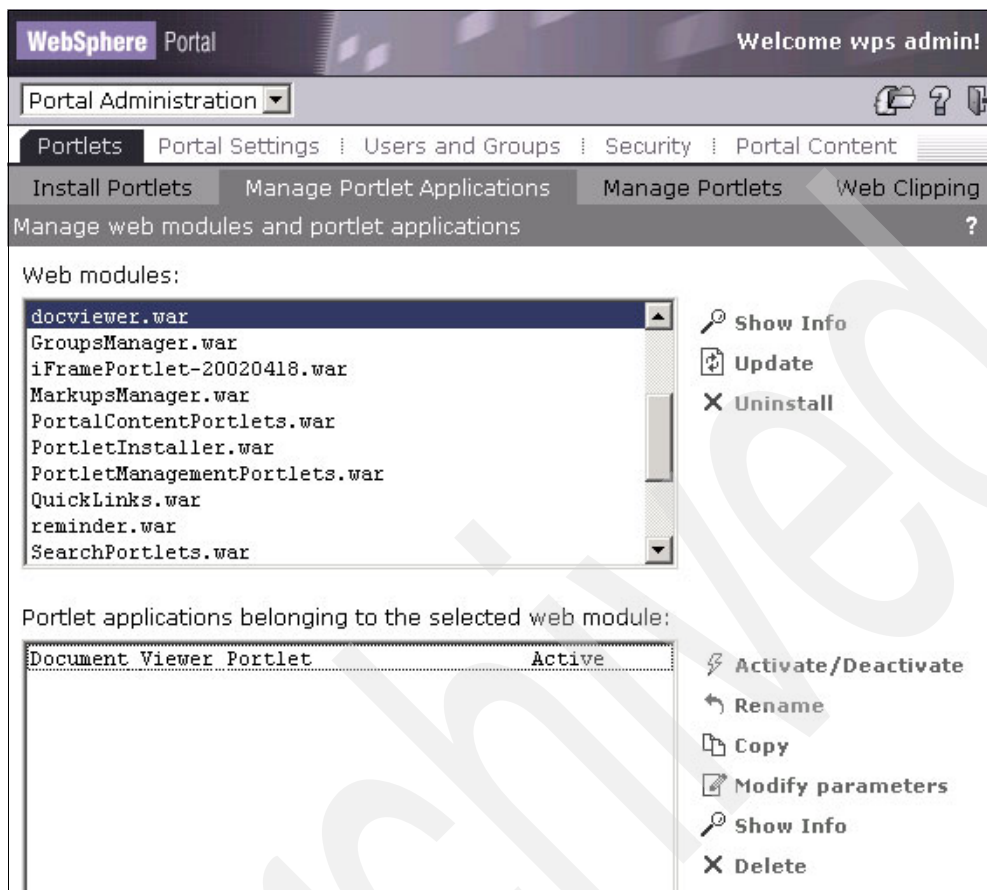 WebSphere Portal Welcome wps admin!
Portal Administration
?
Portlets Portal Settings Users and Groups Security Portal Content
Install Portlets Manage Portlet Applications Manage Portlets Web Clipping
Manage web modules and portlet applications ?
Web modules:
docviewer.war
GroupsManager.war
iFramePortlet-20020418.war
MarkupsManager.war
PortalContentPortlets.war
PortletInstaller.war
PortletManagementPortlets.war
QuickLinks.war
reminder.war
SearchPortlets.war
Show Info
Update
Uninstall
Portlet applications belonging to the selected web module:
Document Viewer Portlet Active
Activate/Deactivate
Rename
Copy
Modify parameters
Show Info
Delete